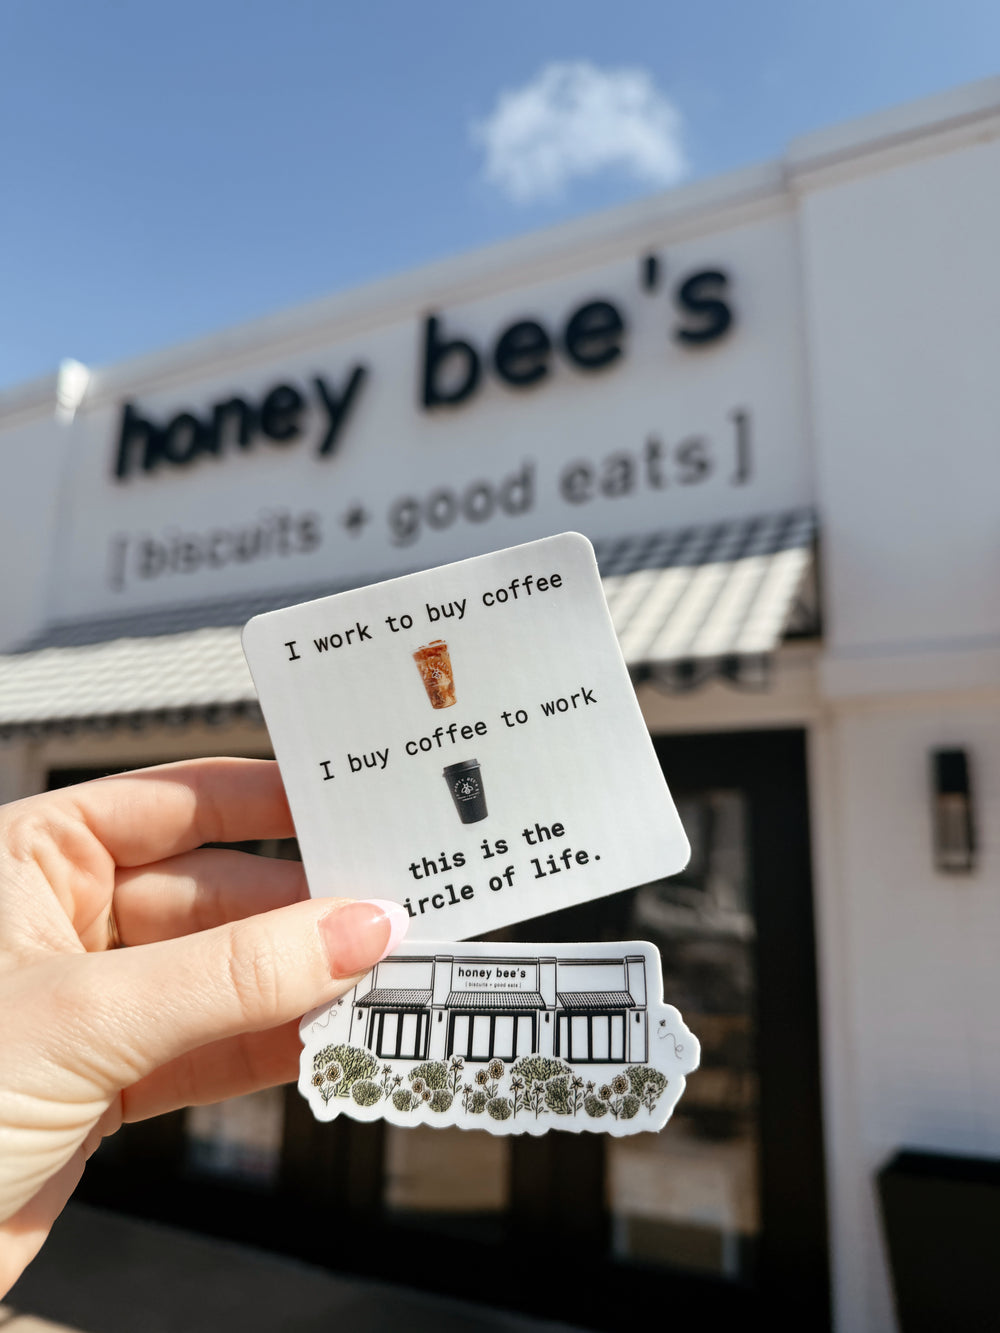 honey bee's
[biscuits + good eats]
I work to buy coffee
I buy coffee to work
this is the
ircle of life.
honey bee's
[biscuits + good eats]